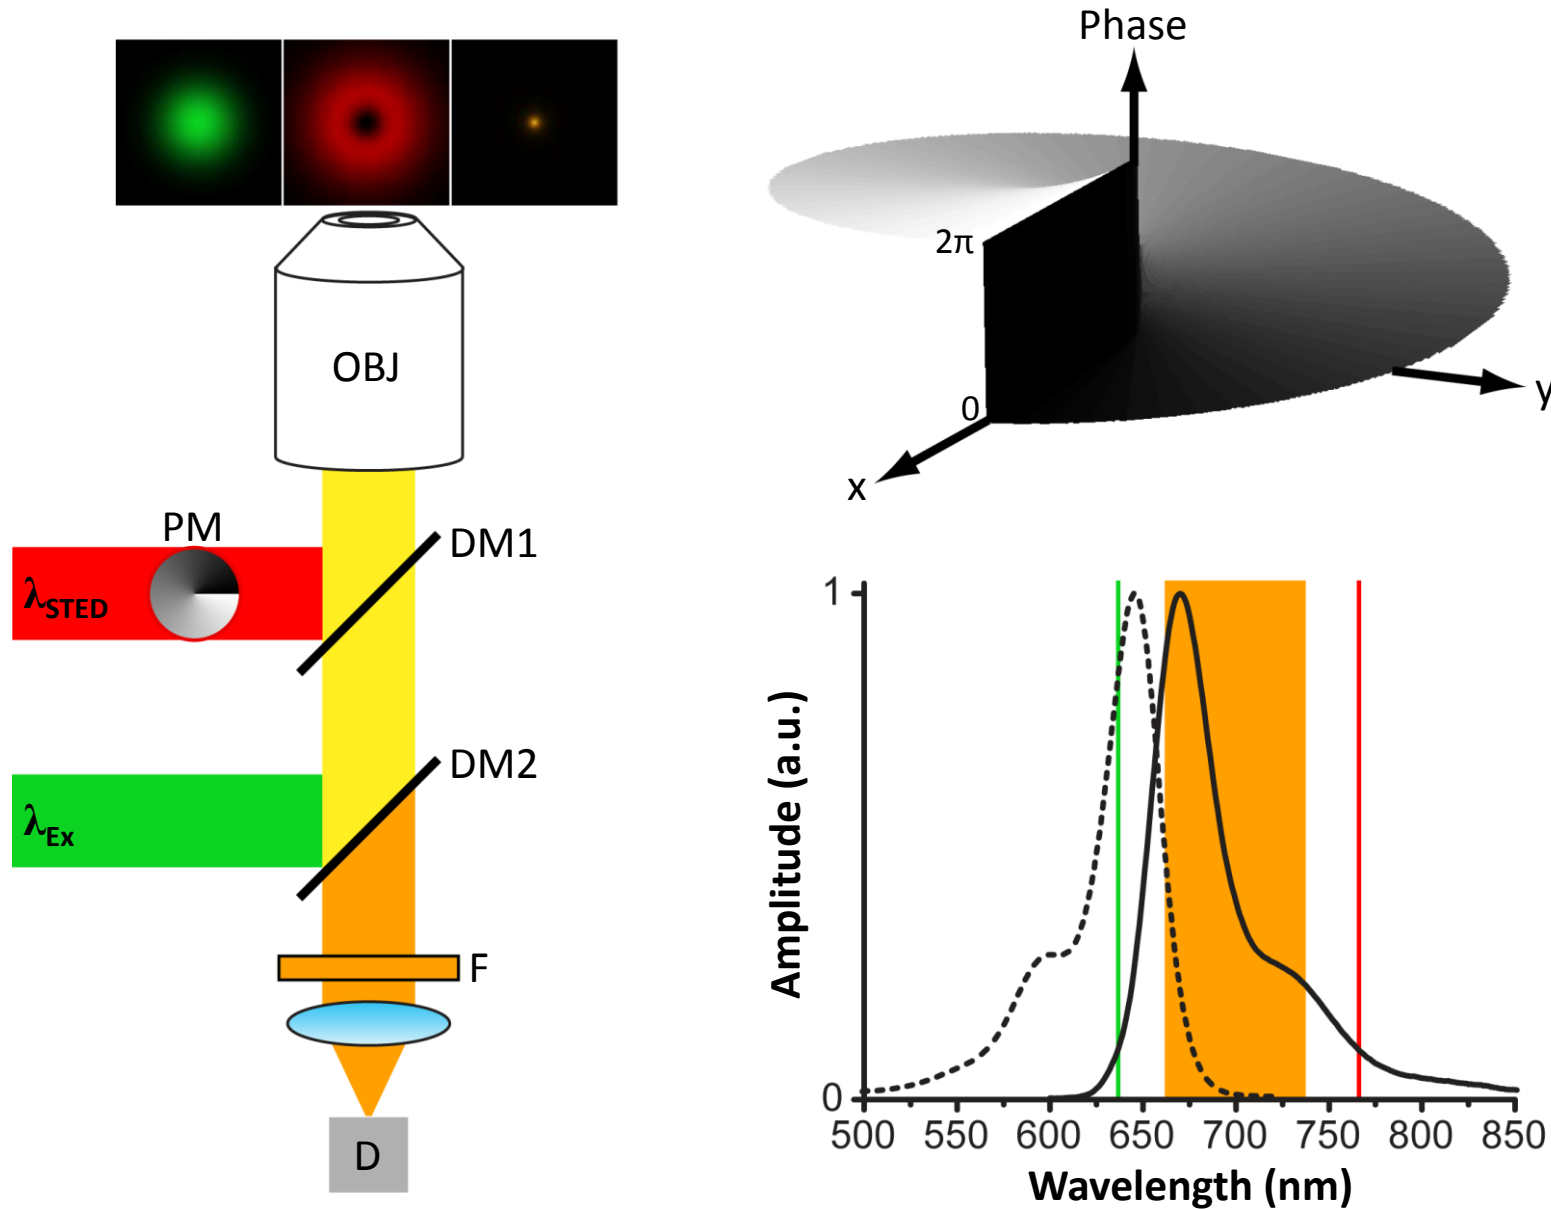 OBJ
PM
DM1
λSTED
DM2
λEx
F
D
Phase
2π
0
x
y
1
0
Amplitude (a.u.)
500 550 600 650 700 750 800 850
Wavelength (nm)